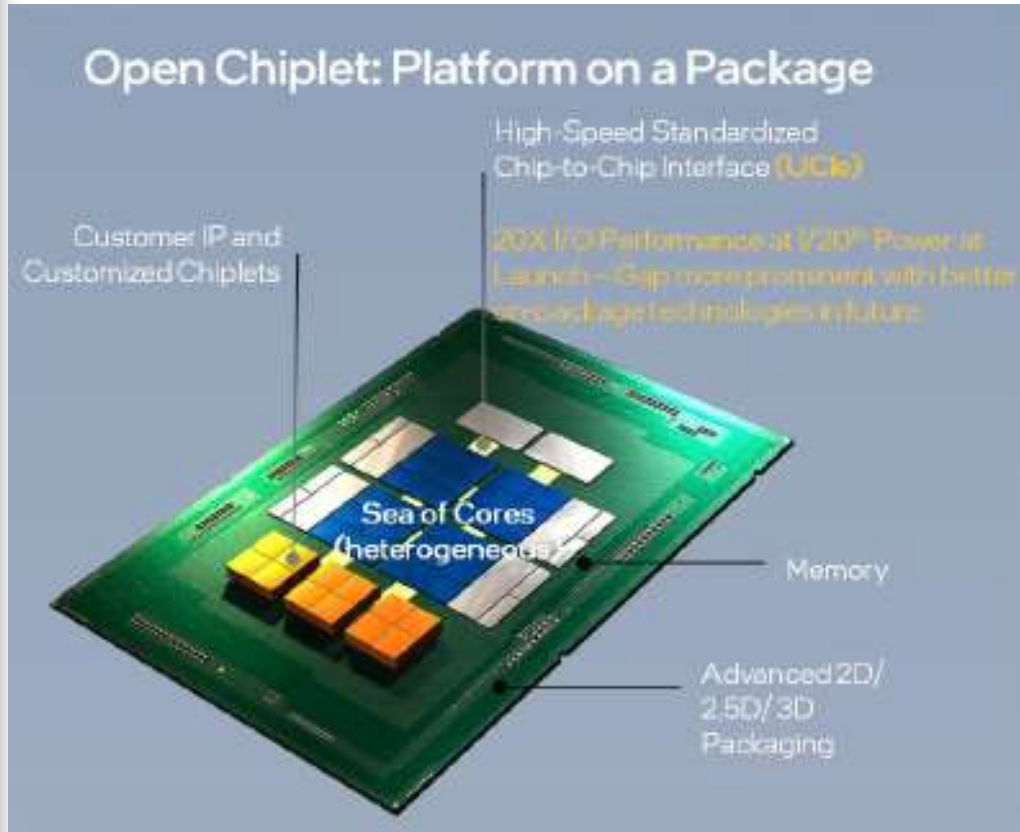 Open Chiplet: Platform on a Package
High-Speed Standardized
Chip-to-Chip Interface (UCIe)
20X I/O Performance at 1/20th Power at
Launch – Gap more prominent with better
on-package technologies in future
Customer IP and
Customized Chiplets
Sea of Cores
(heterogeneous)
Memory
Advanced 2D/
2.5D/3D
Packaging